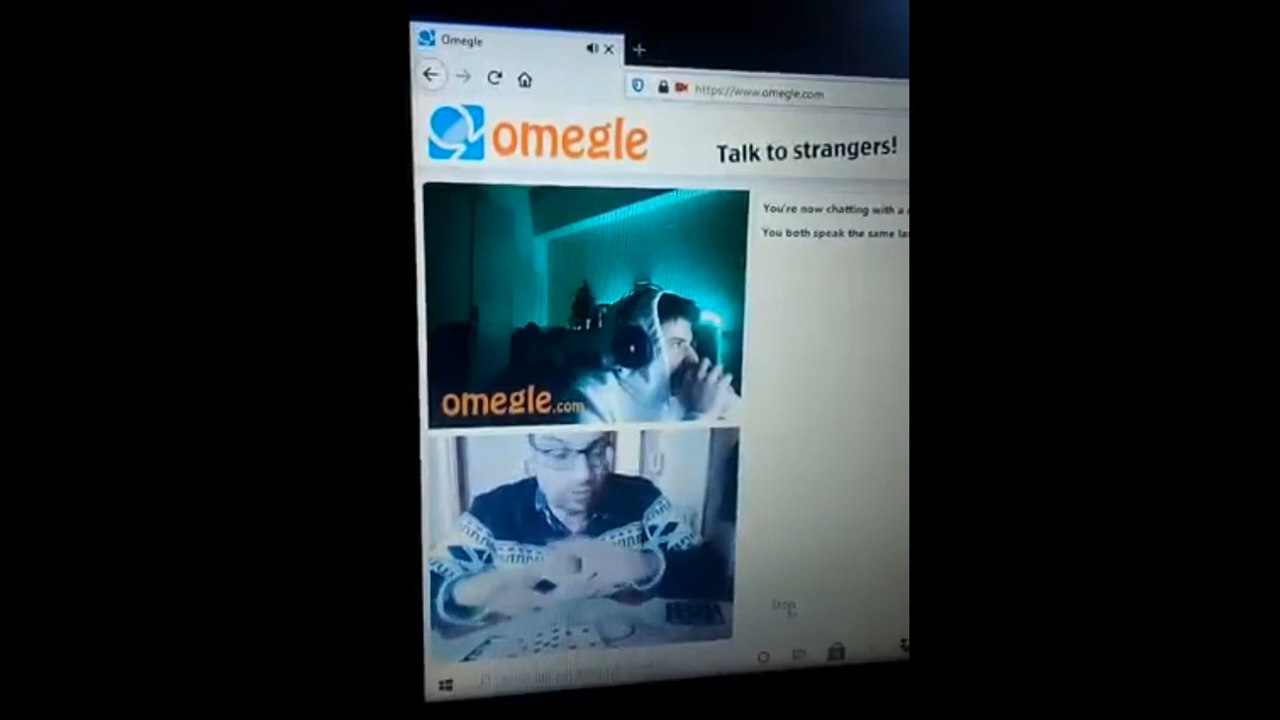 Omegle
https://www.omegle.com
omegle
Talk to strangers!
You're now chatting with a
You both speak the same
omegle.com
Stop